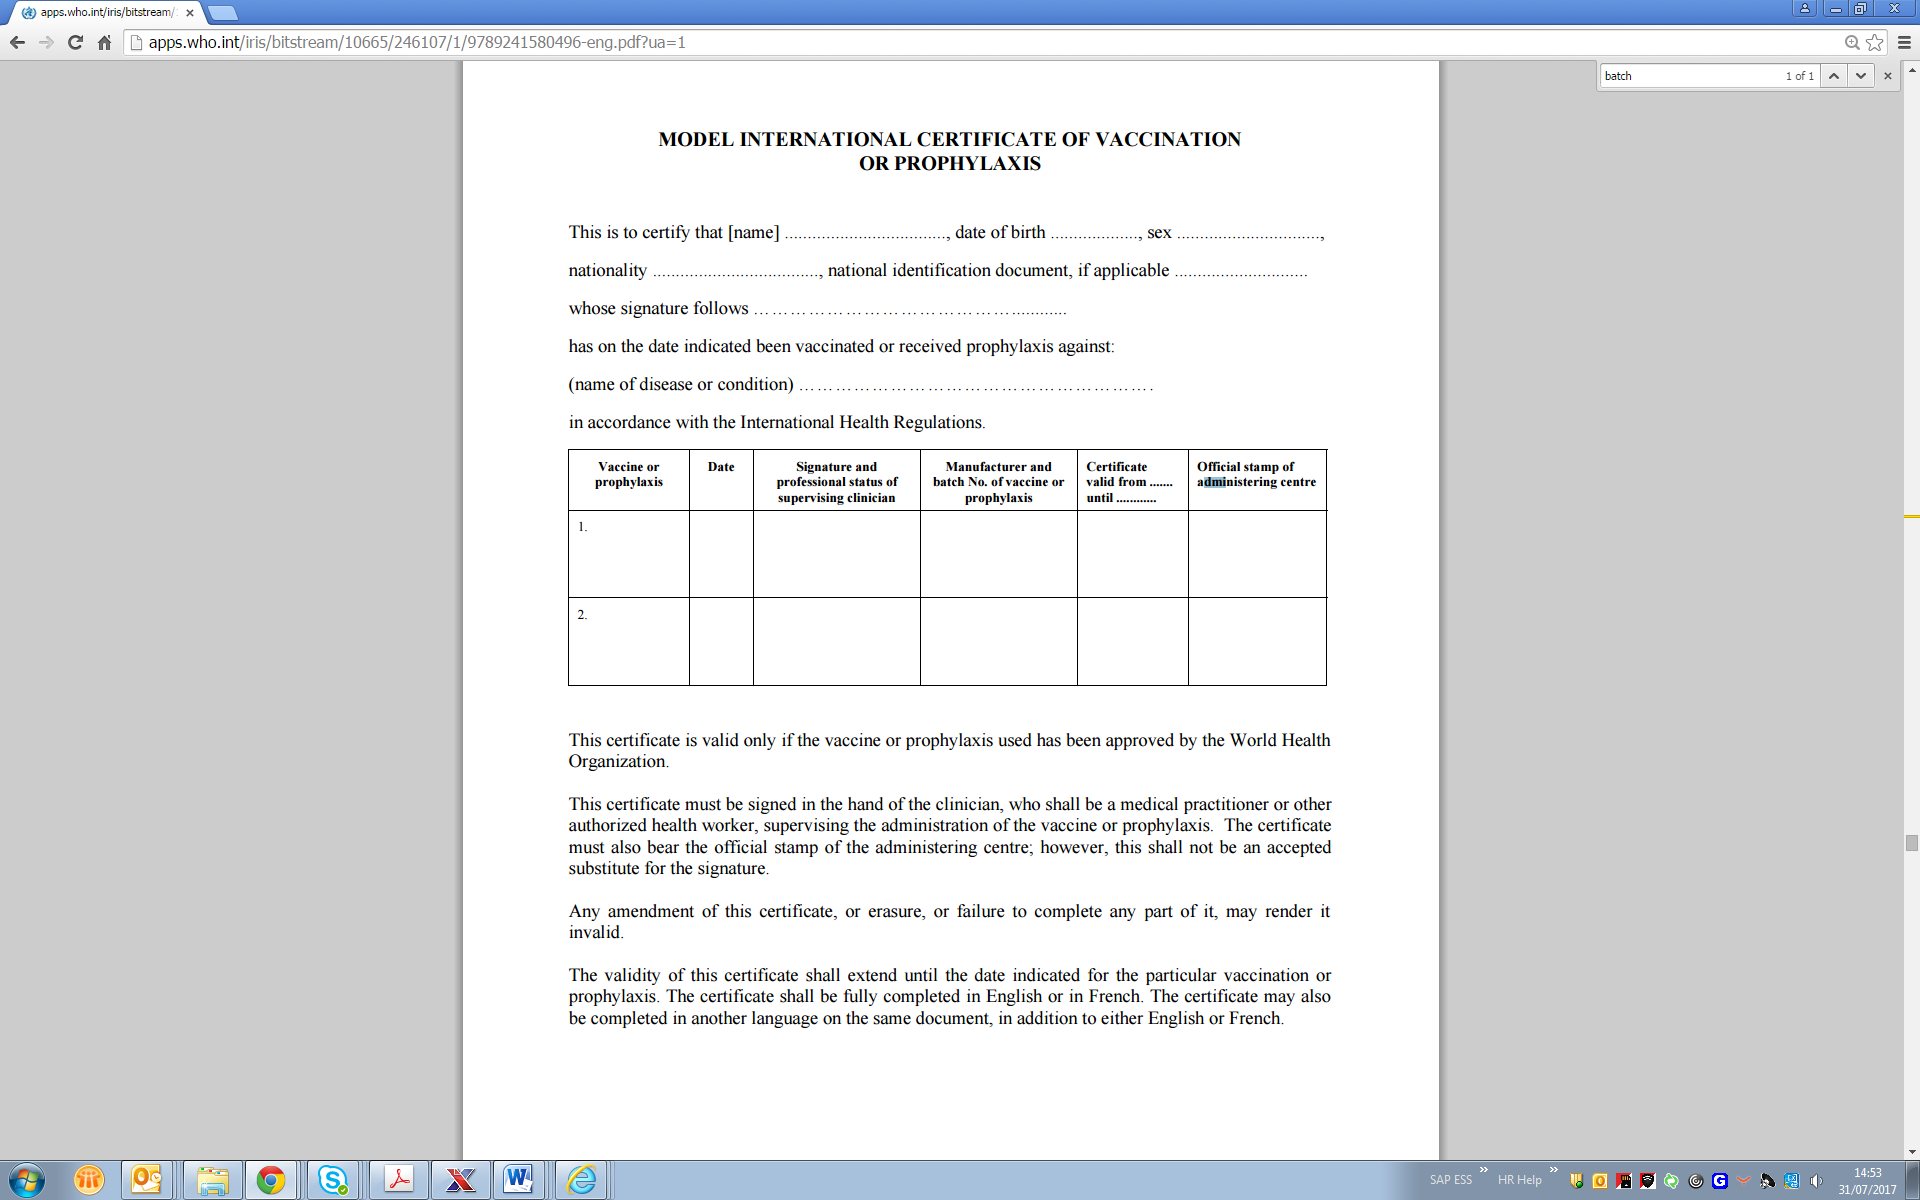 apps.who.int/iris/bitstream/
apps.who.int/iris/bitstream/10665/246107/1/9789241580496-eng.pdf?ua=1
batch 1 of 1
MODEL INTERNATIONAL CERTIFICATE OF VACCINATION
OR PROPHYLAXIS
This is to certify that [name] ..................................., date of birth ..................., sex ...............................,
nationality ...................................., national identification document, if applicable .............................
whose signature follows …………………………………............
has on the date indicated been vaccinated or received prophylaxis against:
(name of disease or condition) ………………………………………………….
in accordance with the International Health Regulations.
Vaccine or prophylaxis
Date
Signature and professional status of supervising clinician
Manufacturer and batch No. of vaccine or prophylaxis
Certificate valid from ....... until ............
Official stamp of administering centre
1.
2.
This certificate is valid only if the vaccine or prophylaxis used has been approved by the World Health
Organization.
This certificate must be signed in the hand of the clinician, who shall be a medical practitioner or other
authorized health worker, supervising the administration of the vaccine or prophylaxis. The certificate
must also bear the official stamp of the administering centre; however, this shall not be an accepted
substitute for the signature.
Any amendment of this certificate, or erasure, or failure to complete any part of it, may render it
invalid.
The validity of this certificate shall extend until the date indicated for the particular vaccination or
prophylaxis. The certificate shall be fully completed in English or in French. The certificate may also
be completed in another language on the same document, in addition to either English or French.
SAP ESS » HR Help »
14:53
31/07/2017